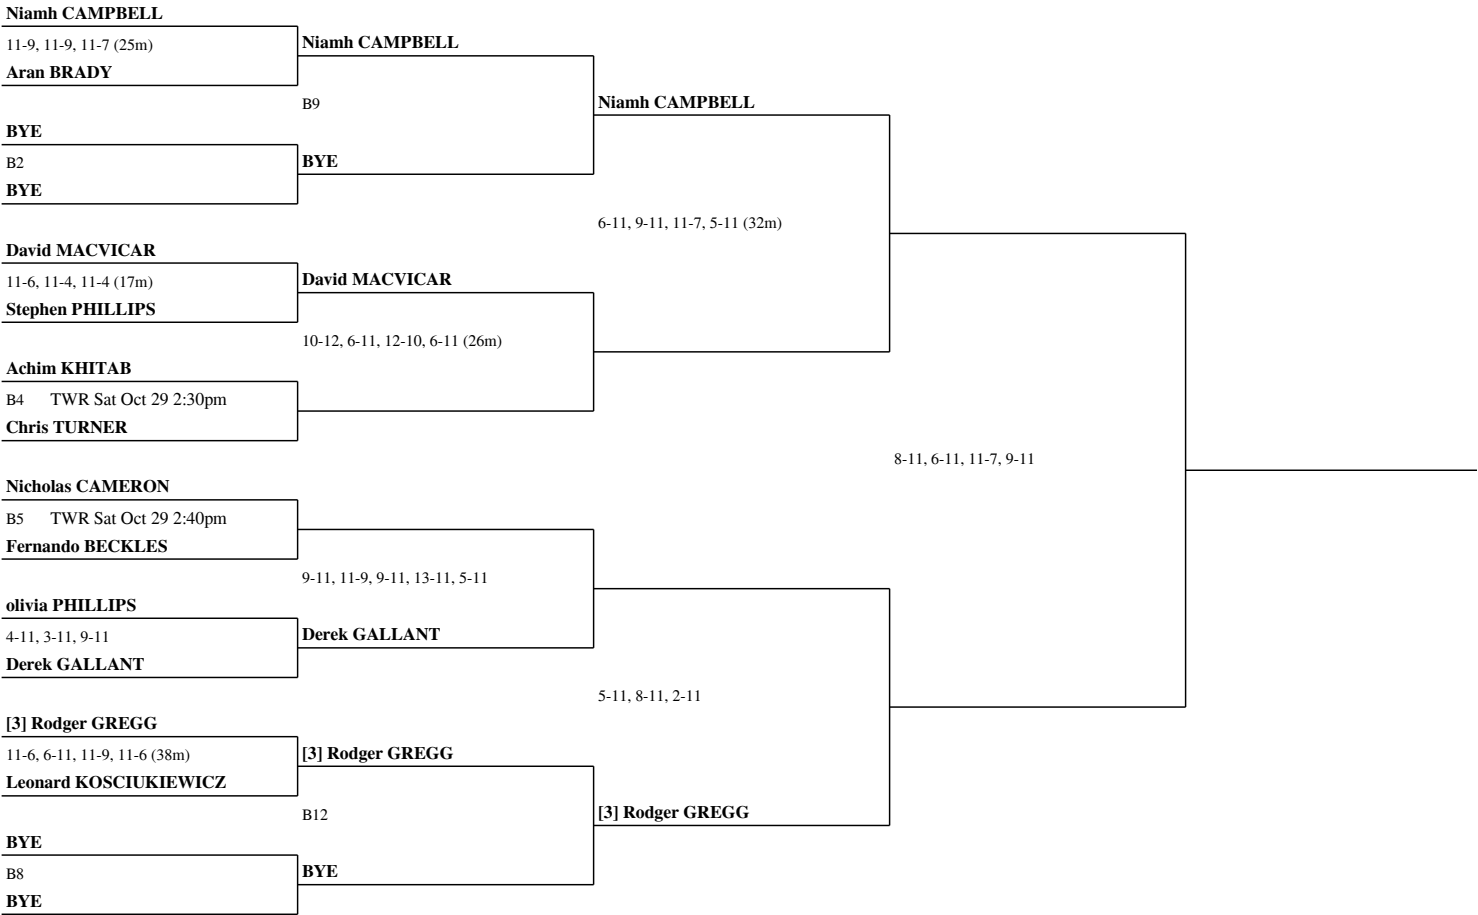 Niamh CAMPBELL
11-9, 11-9, 11-7 (25m)
Aran BRADY
BYE
B2
BYE
David MACVICAR
11-6, 11-4, 11-4 (17m)
Stephen PHILLIPS
Achim KHITAB
B4 TWR Sat Oct 29 2:30pm
Chris TURNER
Nicholas CAMERON
B5 TWR Sat Oct 29 2:40pm
Fernando BECKLES
olivia PHILLIPS
4-11, 3-11, 9-11
Derek GALLANT
[3] Rodger GREGG
11-6, 6-11, 11-9, 11-6 (38m)
Leonard KOSCIUKIEWICZ
BYE
B8
BYE
Niamh CAMPBELL
B9
BYE
David MACVICAR
10-12, 6-11, 12-10, 6-11 (26m)
9-11, 11-9, 9-11, 13-11, 5-11
Derek GALLANT
[3] Rodger GREGG
B12
BYE
Niamh CAMPBELL
6-11, 9-11, 11-7, 5-11 (32m)
5-11, 8-11, 2-11
[3] Rodger GREGG
8-11, 6-11, 11-7, 9-11